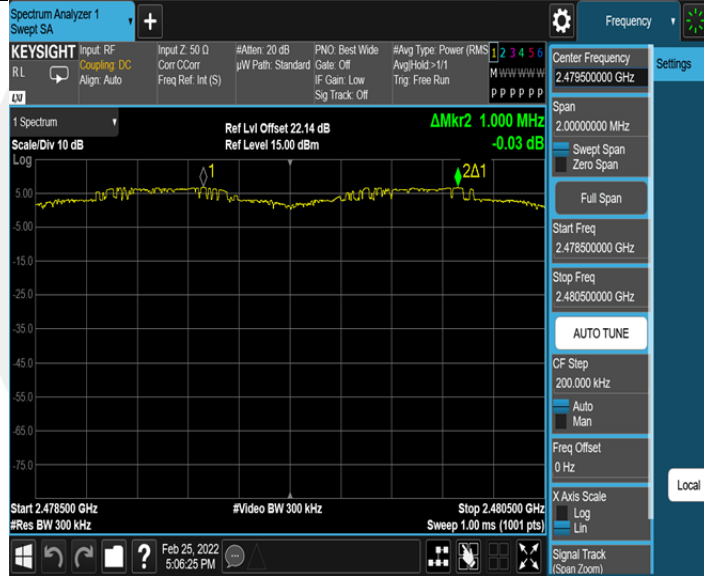 Spectrum Analyzer 1
Swept SA
+
Frequency
KEYSIGHT
RL
LXI
Input: RF
Coupling: DC
Align: Auto
Input Z: 50 Ω
Corr CCorr
Freq Ref: Int (S)
#Atten: 20 dB
µW Path: Standard
PNO: Best Wide
Gate: Off
IF Gain: Low
Sig Track: Off
#Avg Type: Power (RMS
Avg|Hold:>1/1
Trig: Free Run
1 2 3 4 5 6
M W W W W W
P P P P P P
1 Spectrum
Scale/Div 10 dB
Log
Ref Lvl Offset 22.14 dB
Ref Level 15.00 dBm
ΔMkr2 1.000 MHz
-0.03 dB
1
2Δ1
5.00
-5.00
-15.0
-25.0
-35.0
-45.0
-55.0
-65.0
-75.0
Start 2.478500 GHz
#Res BW 300 kHz
#Video BW 300 kHz
Stop 2.480500 GHz
Sweep 1.00 ms (1001 pts)
?
Feb 25, 2022
5:06:25 PM
Center Frequency
2.479500000 GHz
Span
2.00000000 MHz
Swept Span
Zero Span
Full Span
Start Freq
2.478500000 GHz
Stop Freq
2.480500000 GHz
AUTO TUNE
CF Step
200.000 kHz
Auto
Man
Freq Offset
0 Hz
X Axis Scale
Log
Lin
Signal Track
(Span Zoom)
Settings
Local